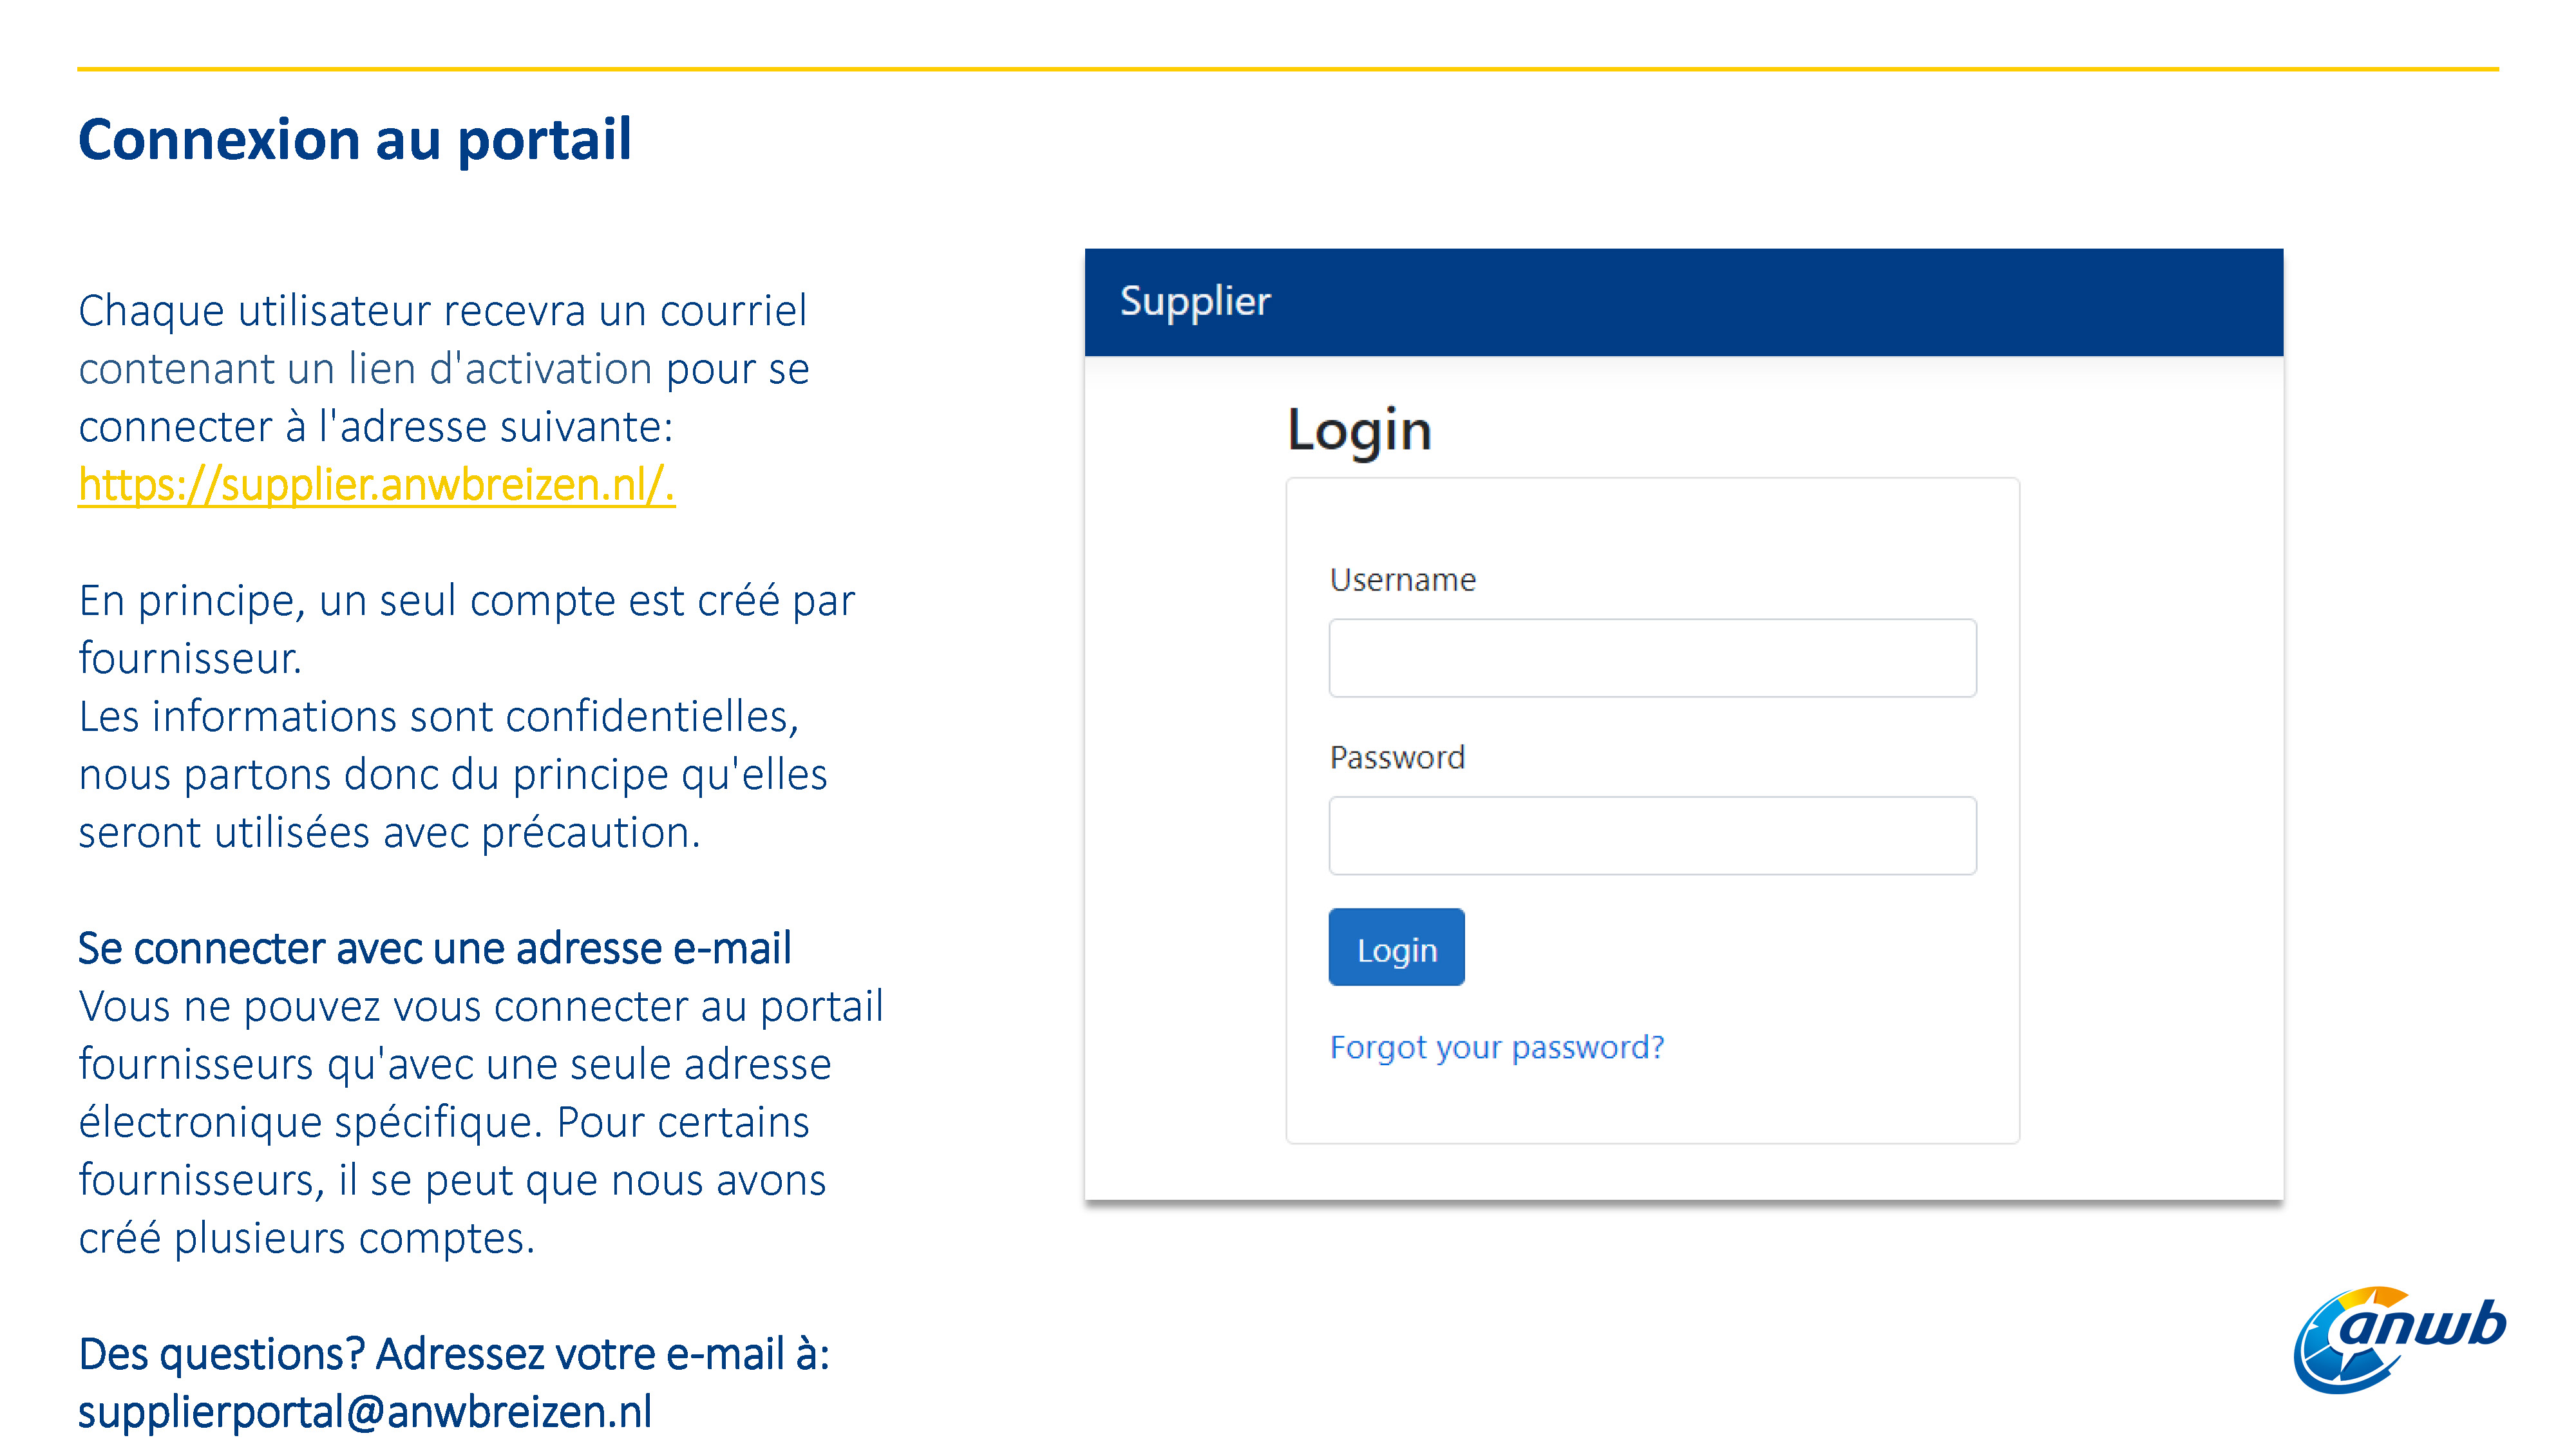 Connexion au portail
Chaque utilisateur recevra un courriel
contenant un lien d'activation pour se
connecter à l'adresse suivante:
https://supplier.anwbreizen.nl/.
En principe, un seul compte est créé par
fournisseur.
Les informations sont confidentielles,
nous partons donc du principe qu'elles
seront utilisées avec précaution.
Se connecter avec une adresse e-mail
Vous ne pouvez vous connecter au portail
fournisseurs qu'avec une seule adresse
électronique spécifique. Pour certains
fournisseurs, il se peut que nous avons
créé plusieurs comptes.
Des questions? Adressez votre e-mail à:
supplierportal@anwbreizen.nl
Supplier
Login
Username
Password
Login
Forgot your password?
anwb